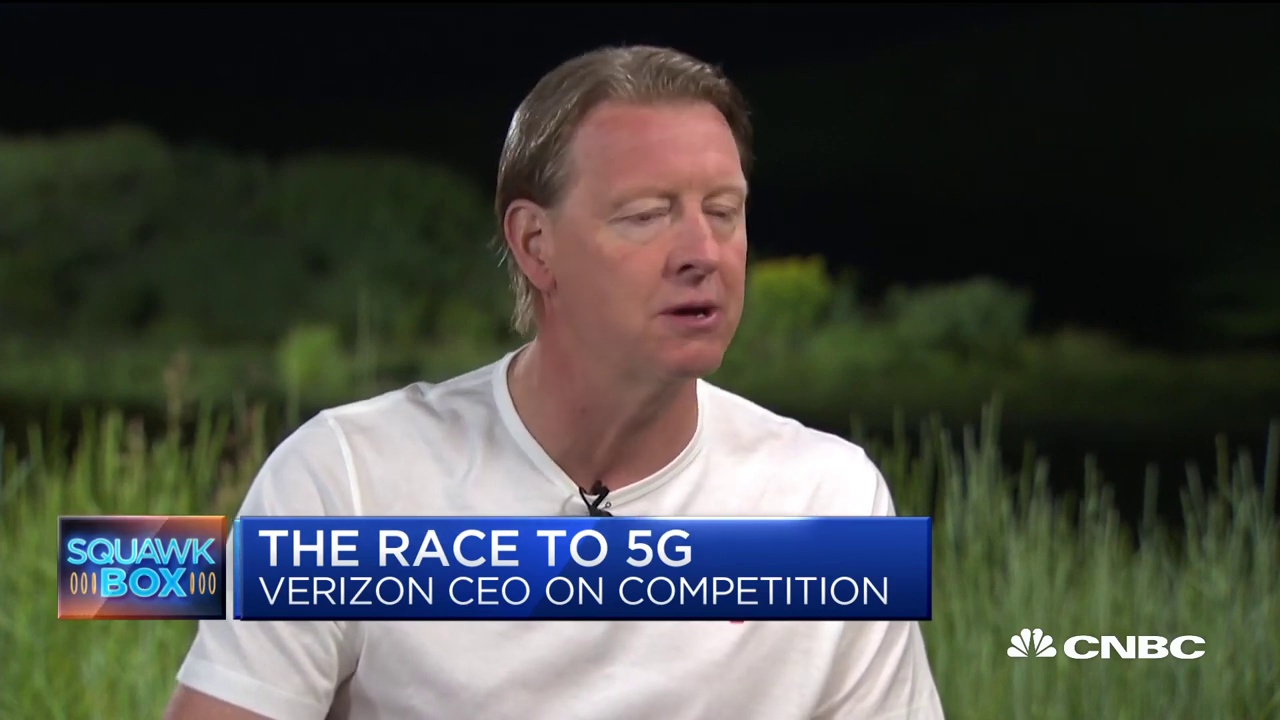 SQUAWK
BOX
THE RACE TO 5G
VERIZON CEO ON COMPETITION
CNBC